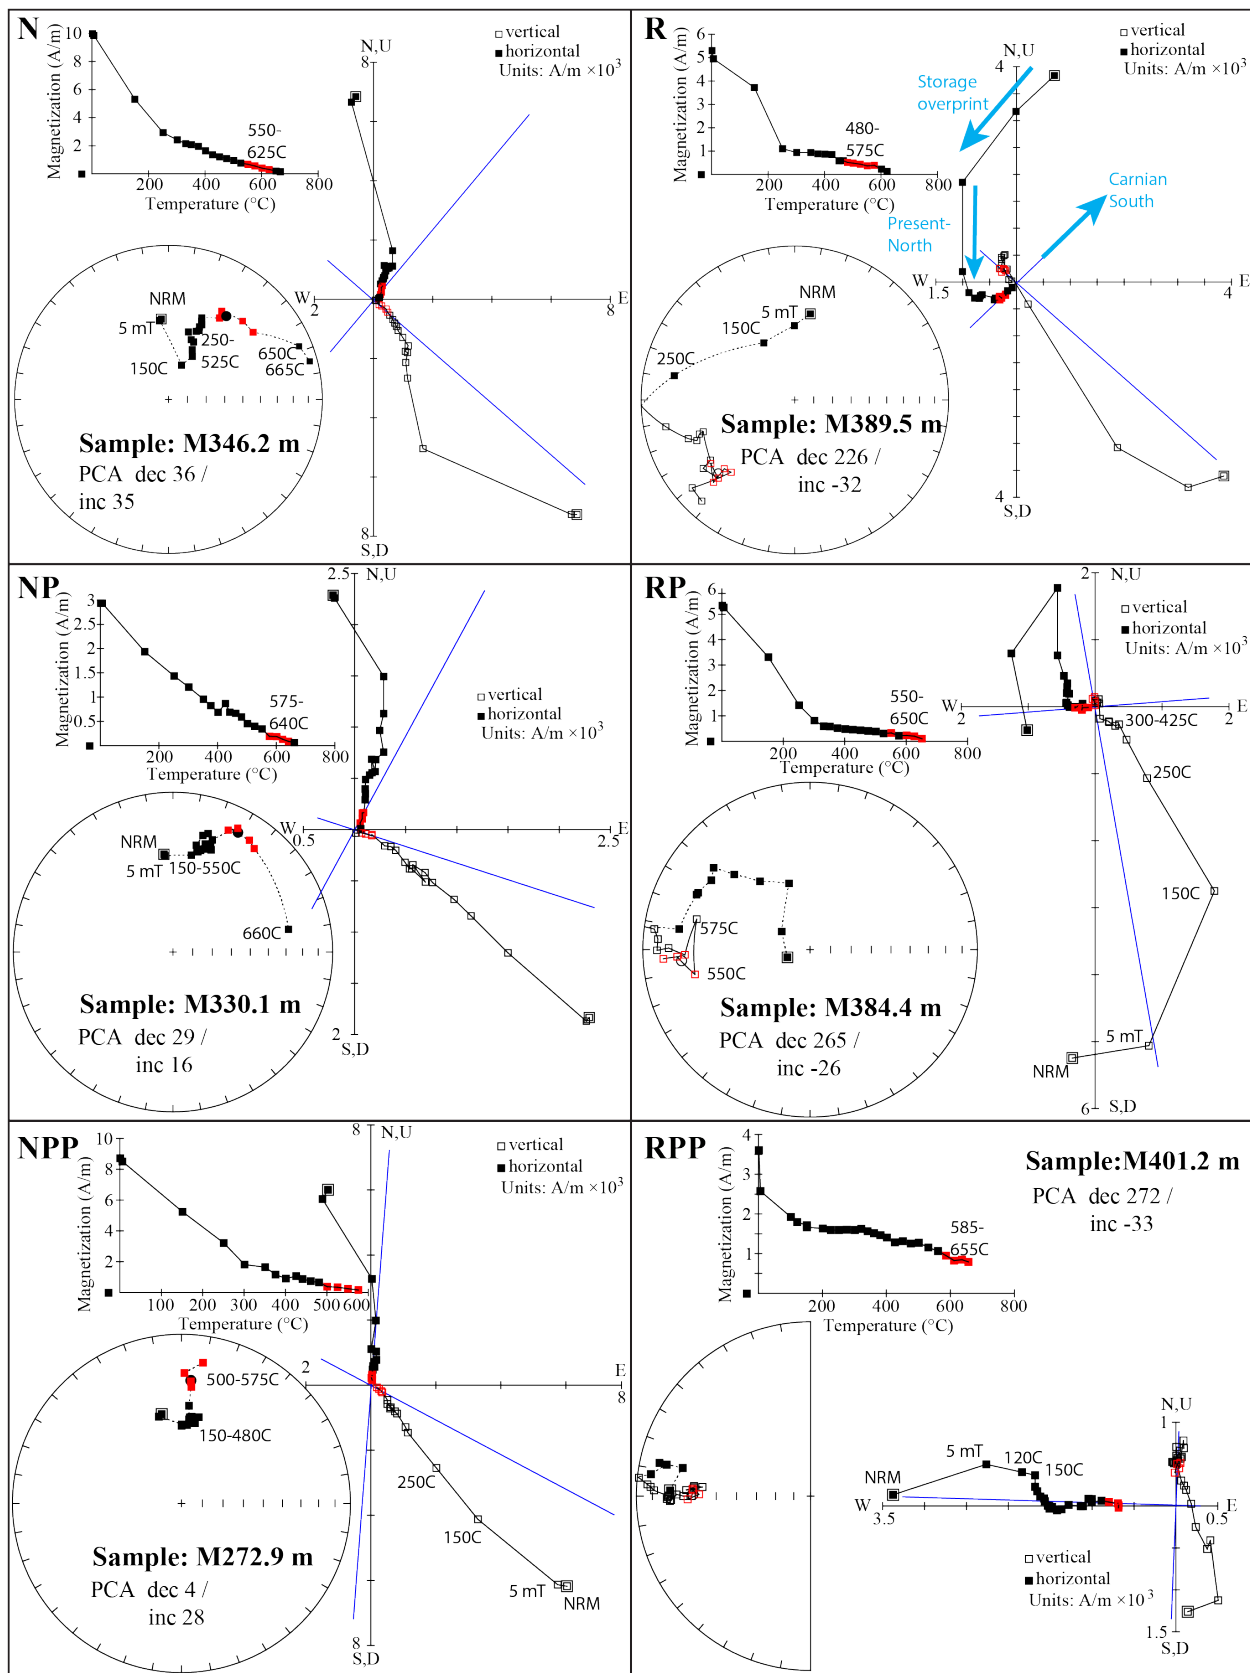 N
10
8
6
4
2
Magnetization (A/m)
550-
625C
200
400
600
800
Temperature (°C)
N,U
8
vertical
horizontal
Units: A/m ×10³
W
2
E
8
8
S,D
NRM
5 mT
150C
250-
525C
650C
665C
Sample: M346.2 m
PCA dec 36 /
inc 35
R
6
5
4
3
2
1
Magnetization (A/m)
480-
575C
200
400
600
800
Temperature (°C)
N,U
4
vertical
horizontal
Units: A/m ×10³
Storage
overprint
Carnian
South
Present-
North
W
1.5
E
4
4
S,D
NRM
5 mT
150C
250C
Sample: M389.5 m
PCA dec 226 /
inc -32
NP
3
2.5
2
1.5
1
0.5
Magnetization (A/m)
575-
640C
200
400
600
800
Temperature (°C)
2.5
N,U
vertical
horizontal
Units: A/m ×10³
W
0.5
E
2.5
2
S,D
NRM
5 mT
150-550C
660C
Sample: M330.1 m
PCA dec 29 /
inc 16
RP
6
5
4
3
2
1
Magnetization (A/m)
550-
650C
200
400
600
800
Temperature (°C)
2
N,U
vertical
horizontal
Units: A/m ×10³
W
2
E
2
300-425C
250C
150C
5 mT
NRM
6
S,D
575C
550C
Sample: M384.4 m
PCA dec 265 /
inc -26
NPP
10
8
6
4
2
Magnetization (A/m)
100
200
300
400
500
600
Temperature (°C)
8
N,U
vertical
horizontal
Units: A/m ×10³
2
E
8
250C
150C
5 mT
NRM
8
S,D
500-575C
150-480C
Sample: M272.9 m
PCA dec 4 /
inc 28
RPP
4
3
2
1
Magnetization (A/m)
585-
655C
200
400
600
800
Temperature (°C)
Sample:M401.2 m
PCA dec 272 /
inc -33
N,U
1
5 mT
120C
150C
NRM
W
3.5
E
0.5
vertical
horizontal
Units: A/m ×10³
1.5
S,D